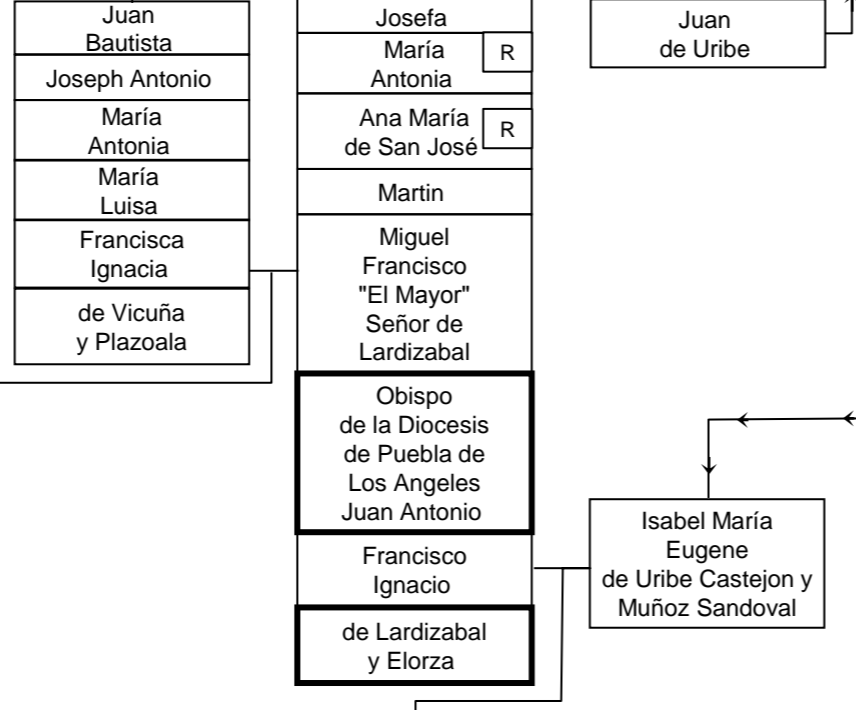 Juan
Bautista
Joseph Antonio
María
Antonia
María
Luisa
Francisca
Ignacia
de Vicuña
y Plazoala
Josefa
María
Antonia
R
Ana María
de San José
R
Martin
Miguel
Francisco
"El Mayor"
Señor de
Lardizabal
Obispo
de la Diocesis
de Puebla de
Los Angeles
Juan Antonio
Francisco
Ignacio
de Lardizabal
y Elorza
Juan
de Uribe
Isabel María
Eugene
de Uribe Castejon y
Muñoz Sandoval